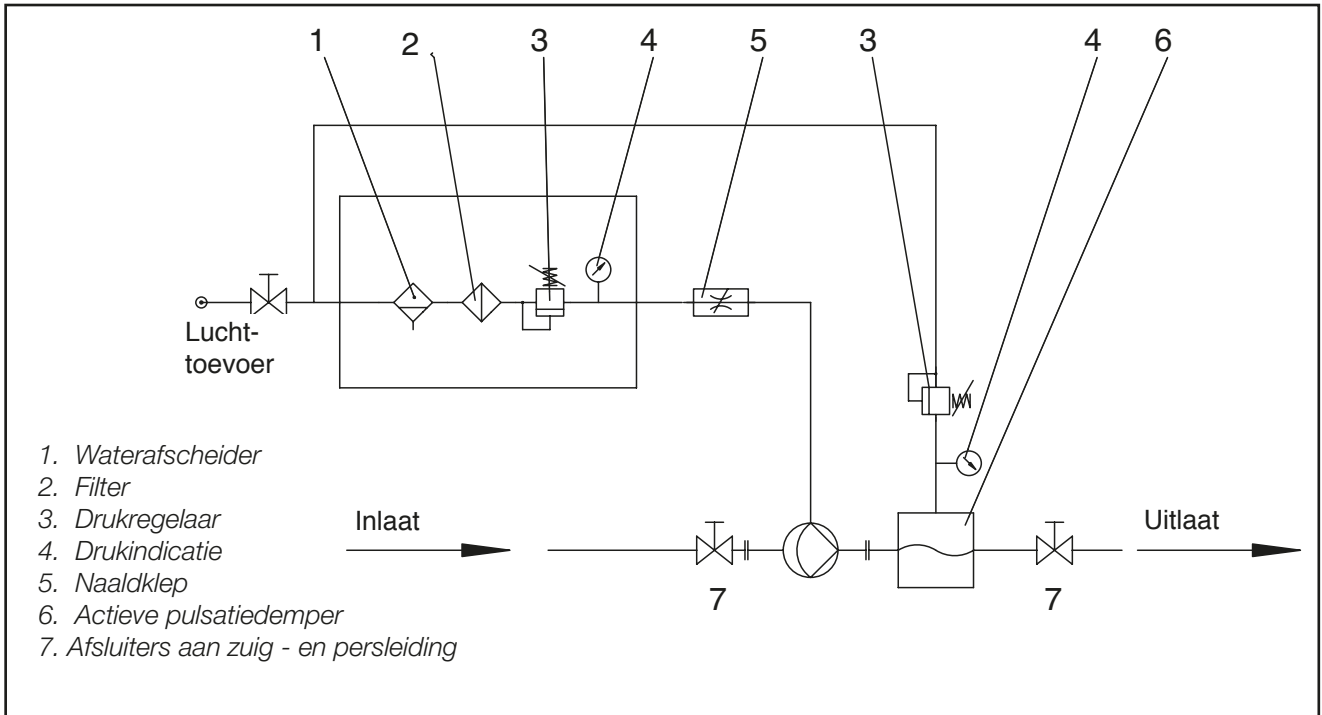 1 2 3 4 5 3 4 6
Lucht-
toevoer
1. Waterafscheider
2. Filter
3. Drukregelaar
4. Drukindicatie
5. Naaldklep
6. Actieve pulsatiedemper
7. Afsluiters aan zuig - en persleiding
Inlaat
Uitlaat
7 7